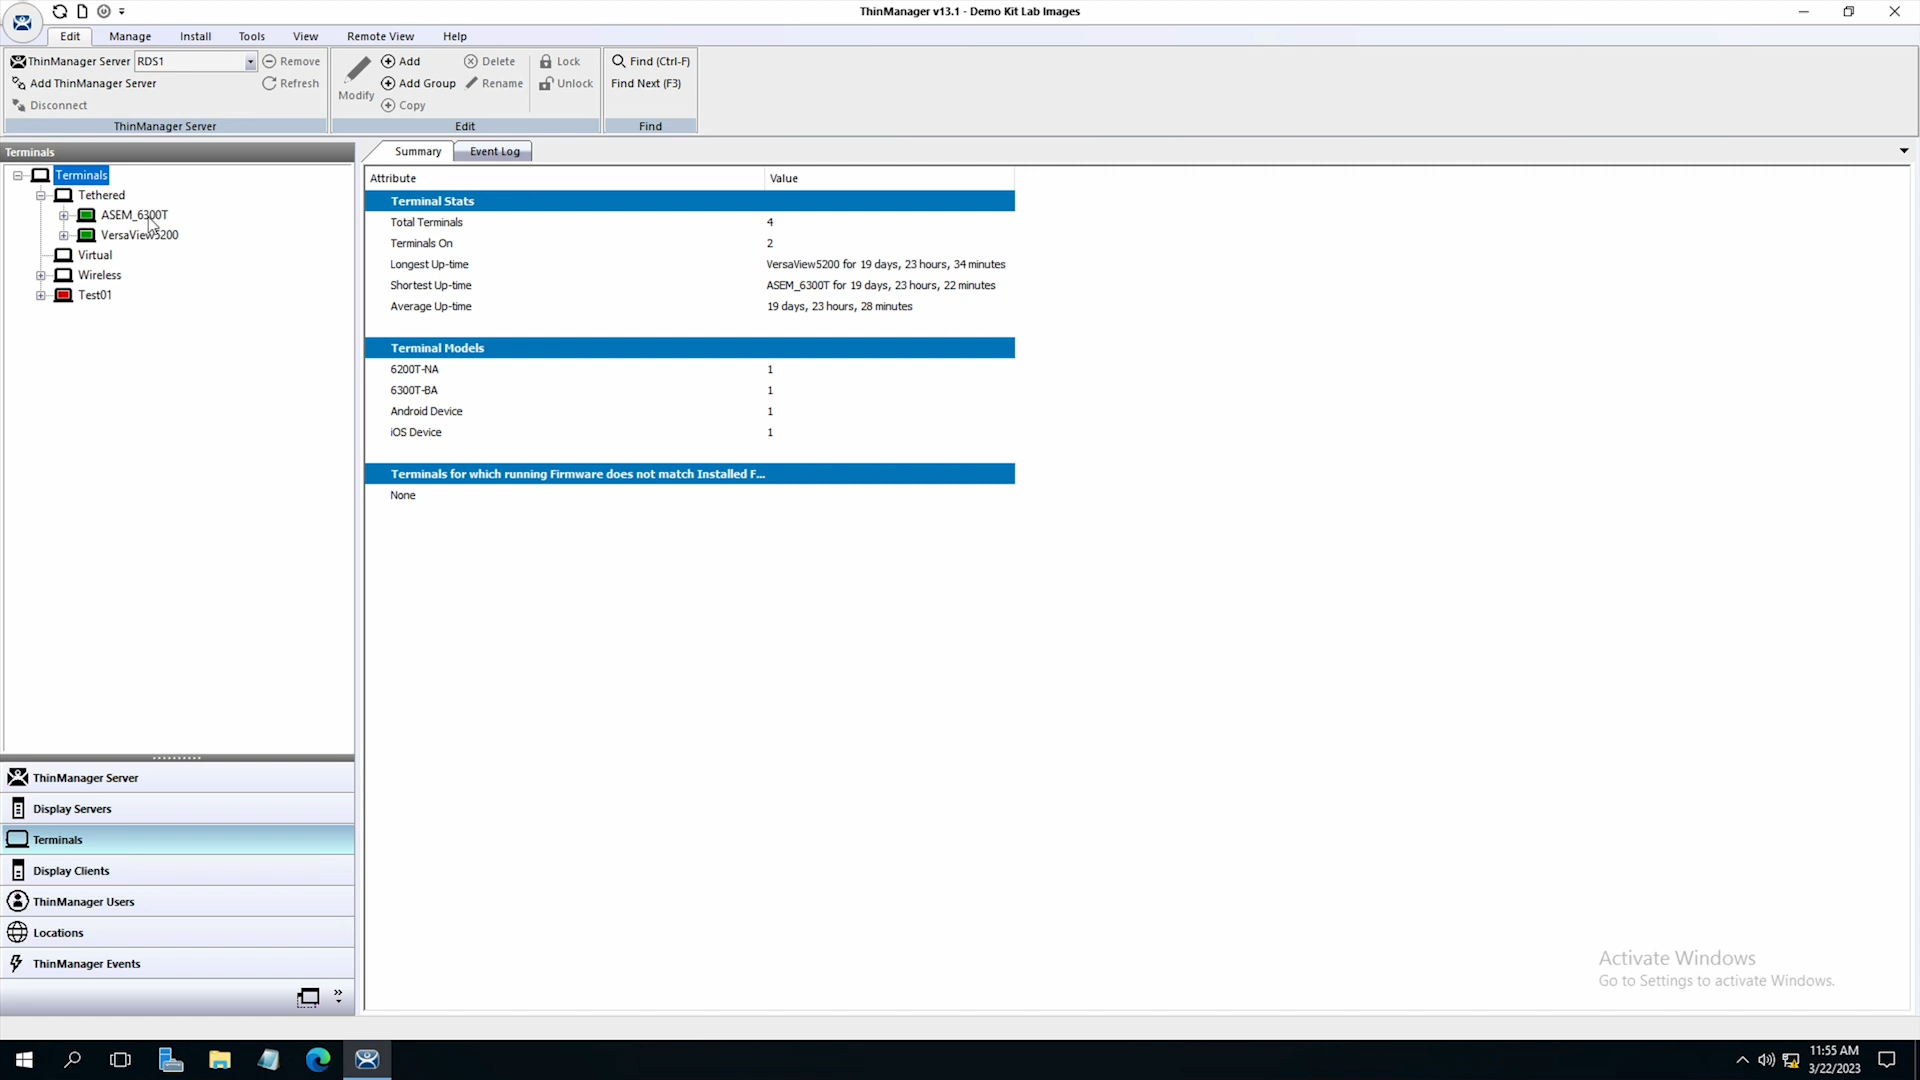 ThinManager v13.1 - Demo Kit Lab Images
Edit Manage Install Tools View Remote View Help
ThinManager Server RDS1 Remove
Add ThinManager Server Refresh
Disconnect
ThinManager Server
Modify
Add Delete Lock
Add Group Rename Unlock
Copy
Edit
Find (Ctrl-F)
Find Next (F3)
Find
Terminals
Terminals
Tethered
ASEM_6300T
VersaView5200
Virtual
Wireless
Test01
ThinManager Server
Display Servers
Terminals
Display Clients
ThinManager Users
Locations
ThinManager Events
Summary Event Log
Attribute Value
Terminal Stats
Total Terminals 4
Terminals On 2
Longest Up-time VersaView5200 for 19 days, 23 hours, 34 minutes
Shortest Up-time ASEM_6300T for 19 days, 23 hours, 22 minutes
Average Up-time 19 days, 23 hours, 28 minutes
Terminal Models
6200T-NA 1
6300T-BA 1
Android Device 1
iOS Device 1
Terminals for which running Firmware does not match Installed F...
None
Activate Windows
Go to Settings to activate Windows.
11:55 AM
3/22/2023